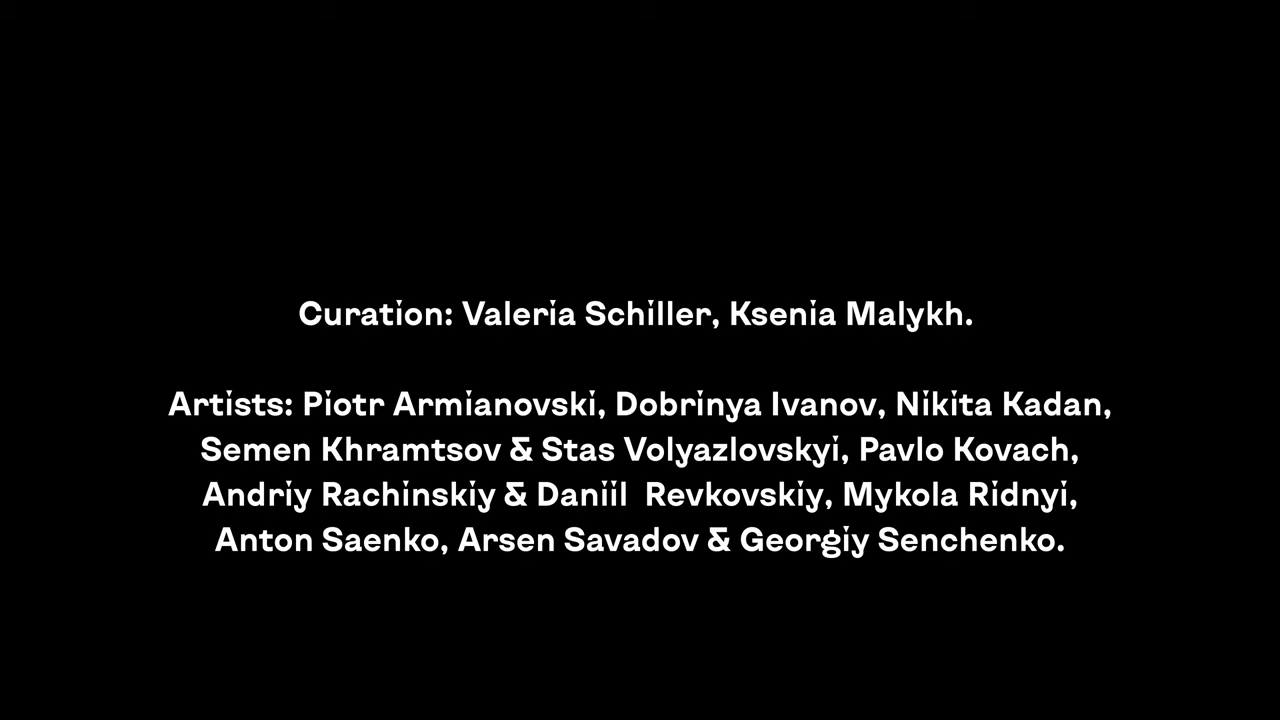 Curation: Valeria Schiller, Ksenia Malykh.
Artists: Piotr Armianovski, Dobrinya Ivanov, Nikita Kadan,
Semen Khramtsov & Stas Volyazlovskyi, Pavlo Kovach,
Andriy Rachinskiy & Daniil  Revkovskiy, Mykola Ridnyi,
Anton Saenko, Arsen Savadov & Georgiy Senchenko.